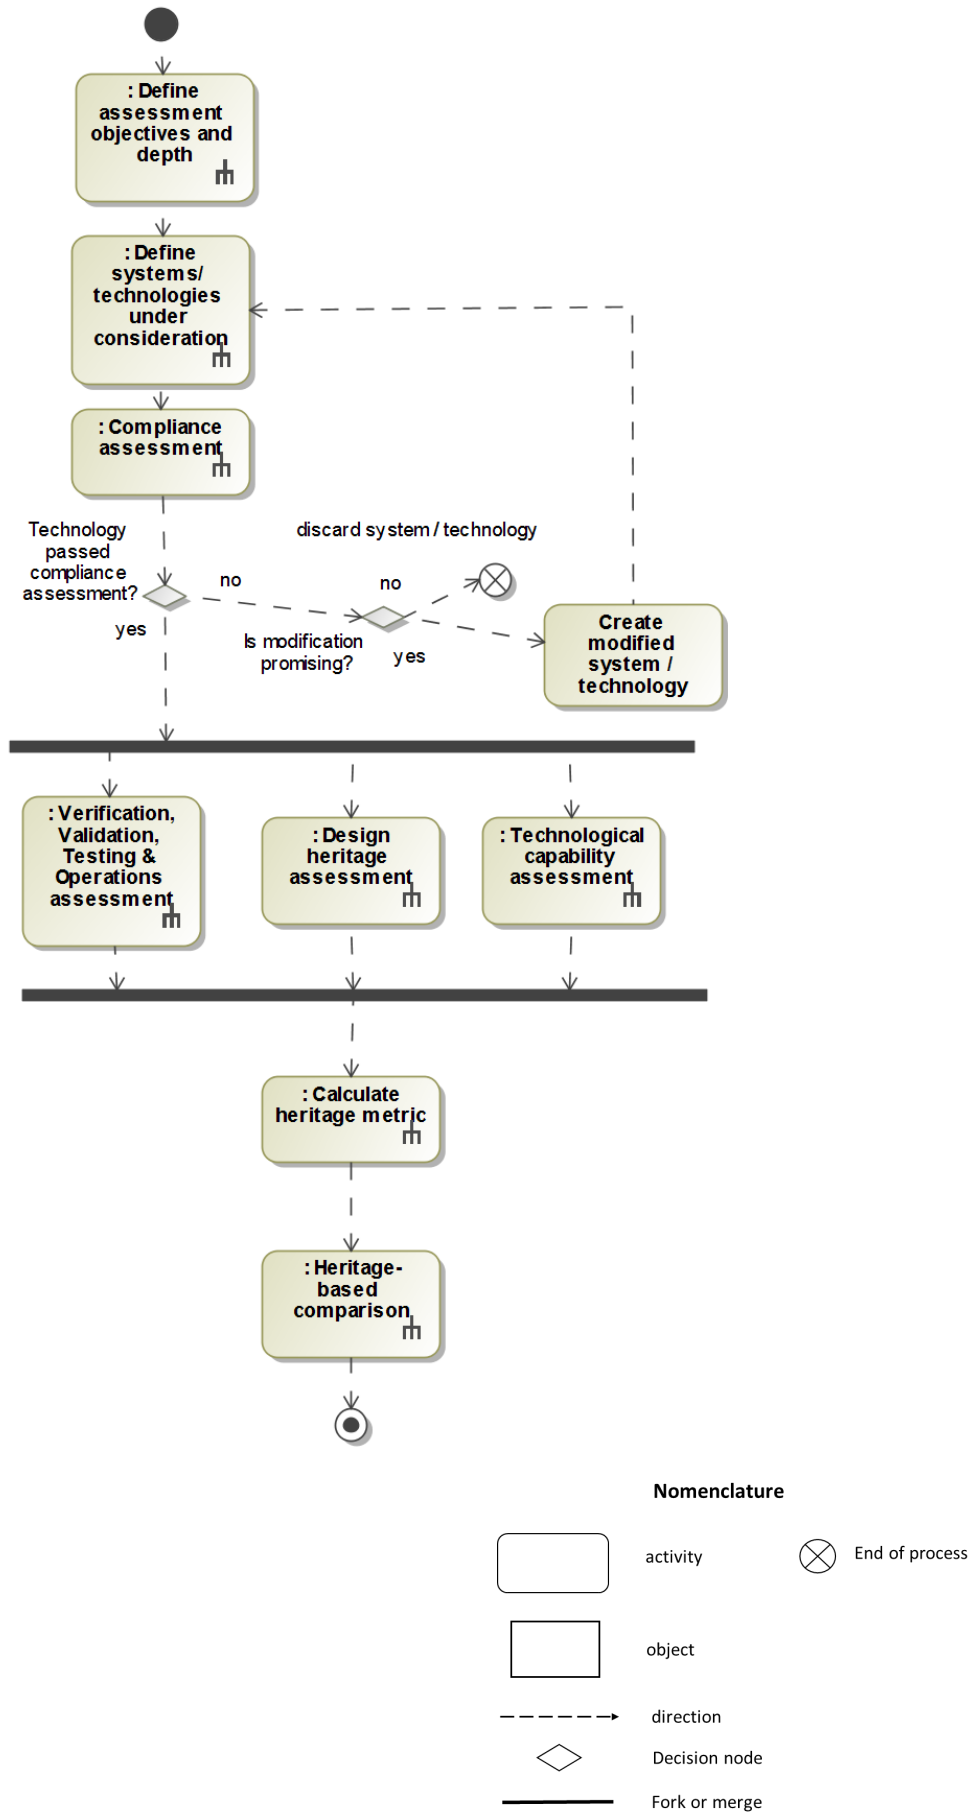 : Define
assessment
objectives and
depth
: Define
systems/
technologies
under
consideration
: Compliance
assessment
Technology
passed
compliance
assessment?
no
yes
discard system / technology
no
Is modification
promising?
yes
Create
modified
system /
technology
: Verification,
Validation,
Testing &
Operations
assessment
: Design
heritage
assessment
: Technological
capability
assessment
: Calculate
heritage metric
: Heritage-
based
comparison
Nomenclature
activity
End of process
object
direction
Decision node
Fork or merge